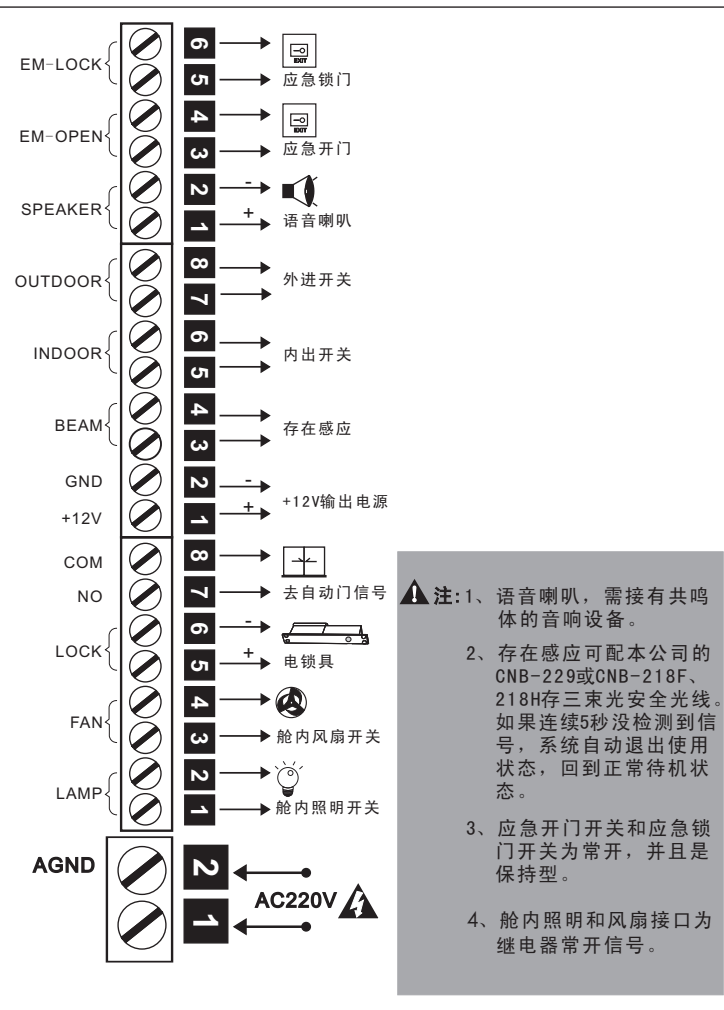 EM-LOCK
6
EXIT
5
应急锁门
EM-OPEN
4
EXIT
3
应急开门
SPEAKER
2 -
1 +
语音喇叭
OUTDOOR
8
7
外进开关
INDOOR
6
5
内出开关
BEAM
4
3
存在感应
GND 2 -
+12V 1 +
+12V输出电源
COM 8
NO 7 去自动门信号
LOCK
6 -
5 + 电锁具
FAN
4
3 舱内风扇开关
LAMP
2
1 舱内照明开关
AGND 2
AC220V
1
注:1、语音喇叭，需接有共鸣
体的音响设备。
2、存在感应可配本公司的
CNB-229或CNB-218F、
218H存三束光安全光线。
如果连续5秒没检测到信
号，系统自动退出使用
状态，回到正常待机状
态。
3、应急开门开关和应急锁
门开关为常开，并且是
保持型。
4、舱内照明和风扇接口为
继电器常开信号。